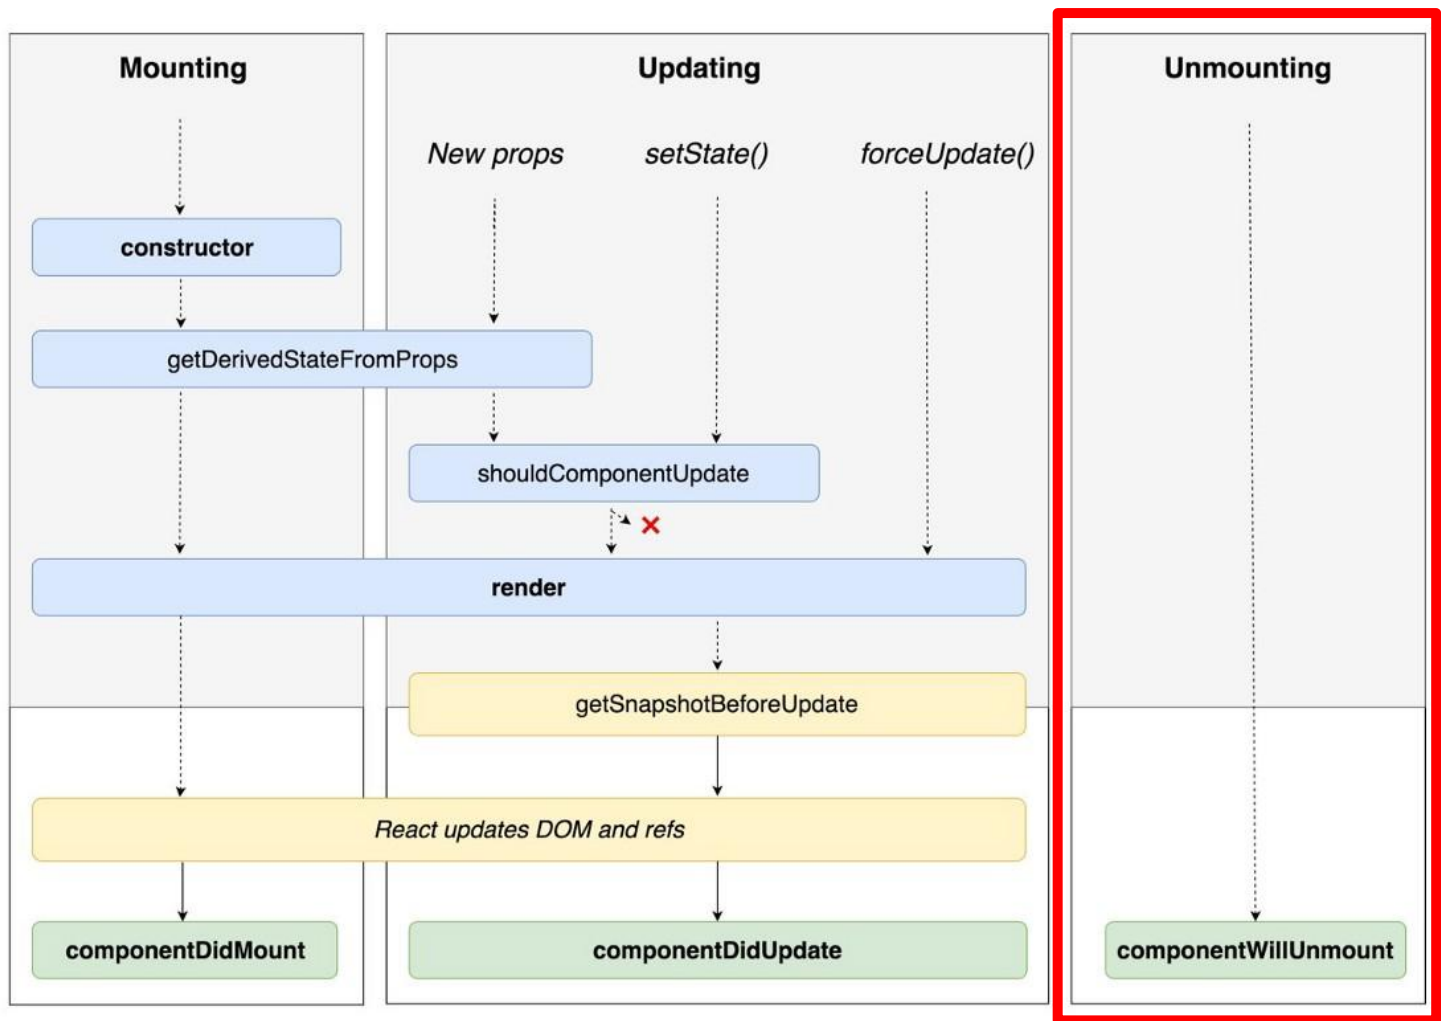 Mounting
Updating
Unmounting
New props
setState()
forceUpdate()
constructor
getDerivedStateFromProps
shouldComponentUpdate
render
getSnapshotBeforeUpdate
React updates DOM and refs
componentDidMount
componentDidUpdate
componentWillUnmount